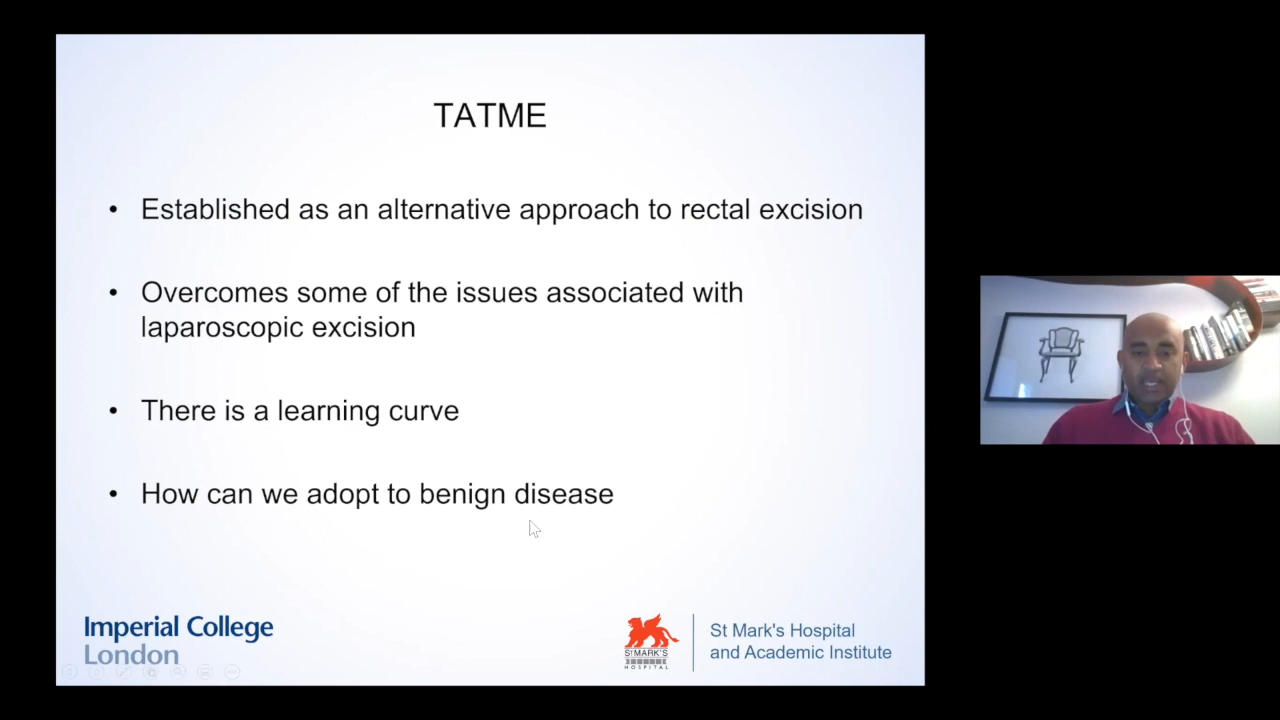 TATME
• Established as an alternative approach to rectal excision
• Overcomes some of the issues associated with
laparoscopic excision
• There is a learning curve
• How can we adopt to benign disease
Imperial College
London
ST MARK'S
HOSPITAL
St Mark's Hospital
and Academic Institute